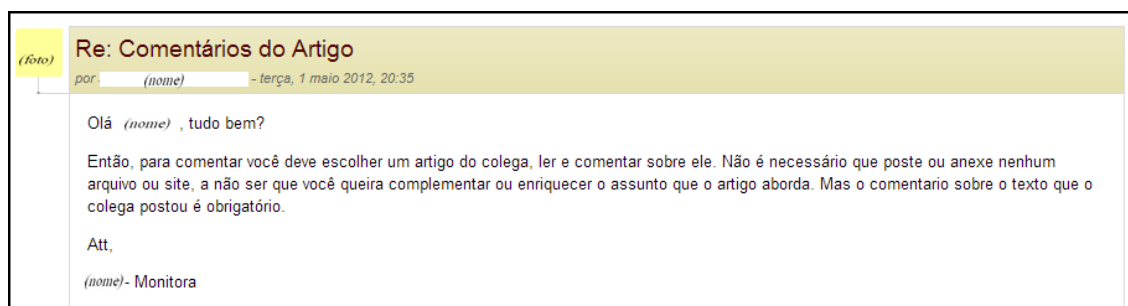 (foto)
Re: Comentários do Artigo
por (nome) - terça, 1 maio 2012, 20:35
Olá (nome) , tudo bem?
Então, para comentar você deve escolher um artigo do colega, ler e comentar sobre ele. Não é necessário que poste ou anexe nenhum
arquivo ou site, a não ser que você queira complementar ou enriquecer o assunto que o artigo aborda. Mas o comentario sobre o texto que o
colega postou é obrigatório.
Att,
(nome)- Monitora